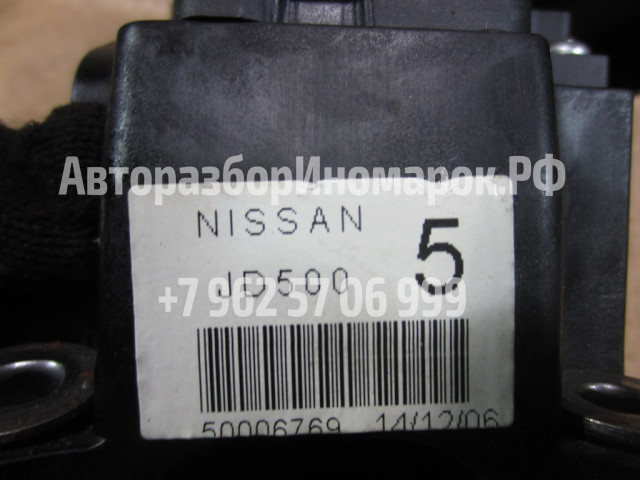 АвторазборИномарок.РФ
NISSAN
5
JD500
+7 962 57 06 999
50006769 14/12/06